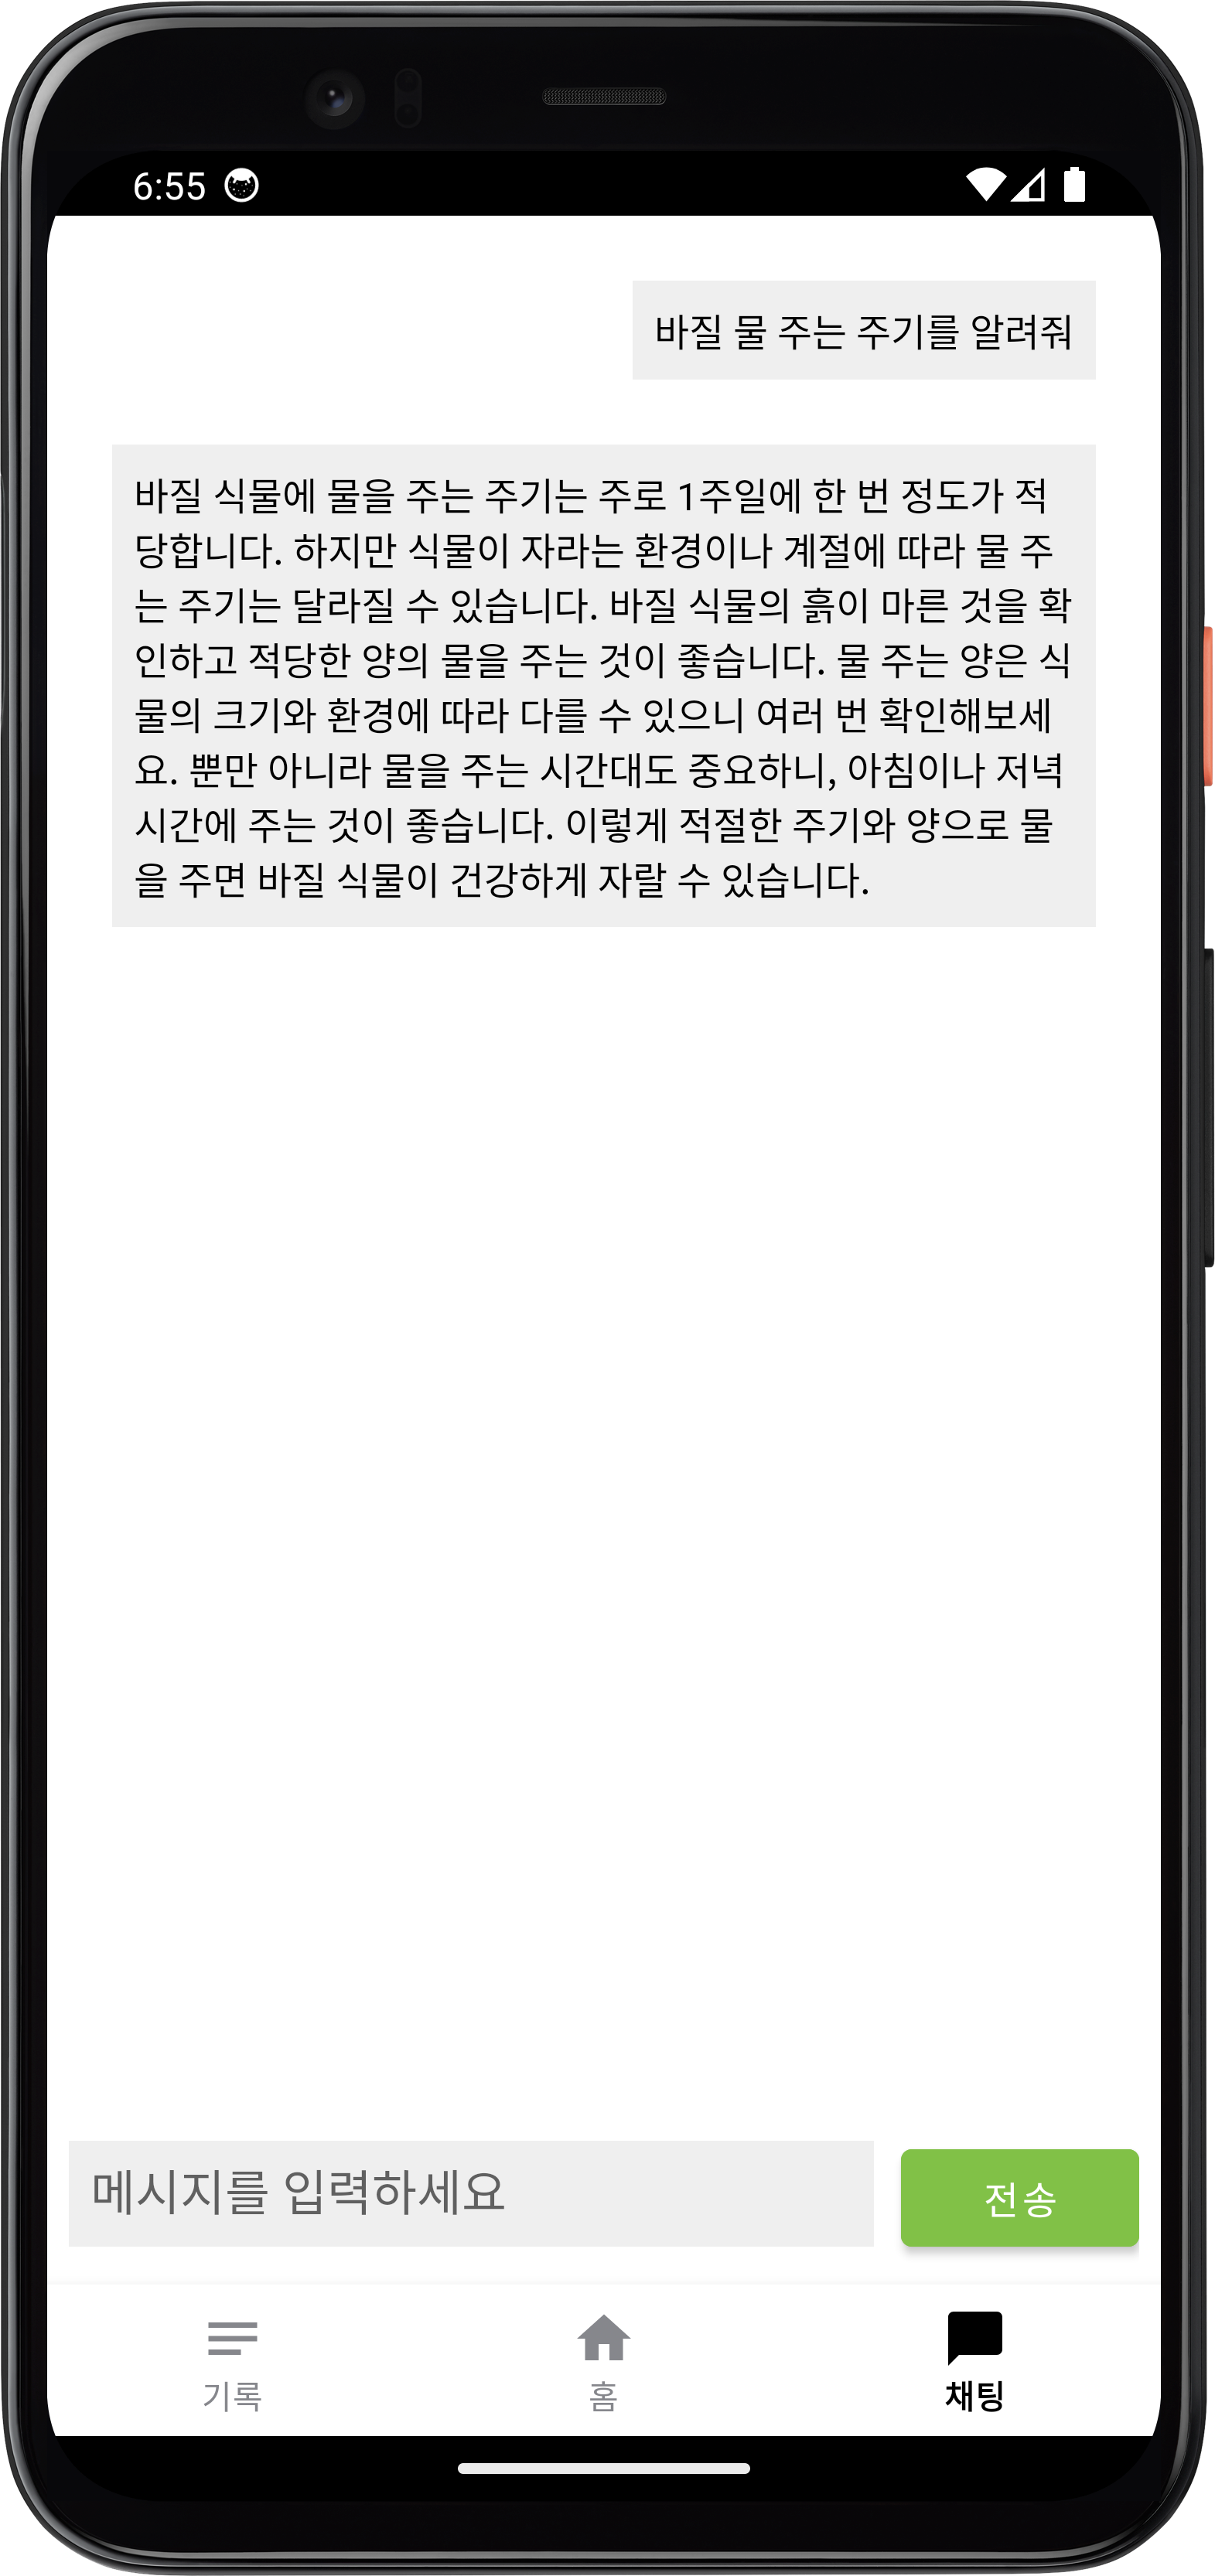 6:55
바질 물 주는 주기를 알려줘
바질 식물에 물을 주는 주기는 주로 1주일에 한 번 정도가 적
당합니다. 하지만 식물이 자라는 환경이나 계절에 따라 물 주
는 주기는 달라질 수 있습니다. 바질 식물의 흙이 마른 것을 확
인하고 적당한 양의 물을 주는 것이 좋습니다. 물 주는 양은 식
물의 크기와 환경에 따라 다를 수 있으니 여러 번 확인해보세
요. 뿐만 아니라 물을 주는 시간대도 중요하니, 아침이나 저녁
시간에 주는 것이 좋습니다. 이렇게 적절한 주기와 양으로 물
을 주면 바질 식물이 건강하게 자랄 수 있습니다.
메시지를 입력하세요
전송
기록
홈
채팅